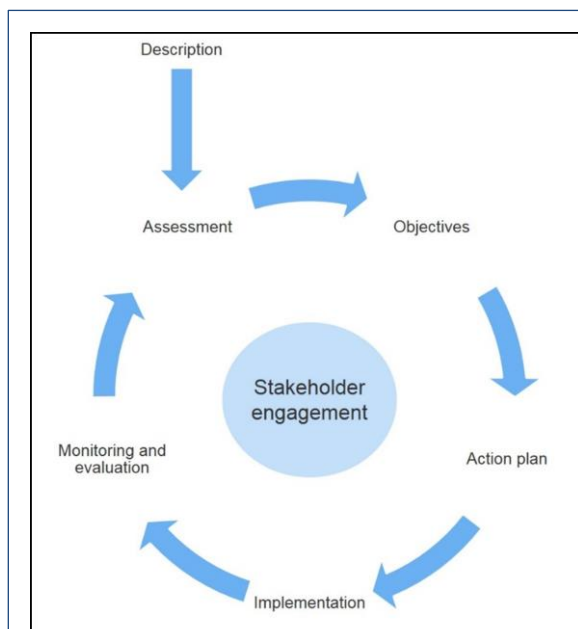 Description
Assessment
Objectives
Stakeholder
engagement
Monitoring and
evaluation
Action plan
Implementation